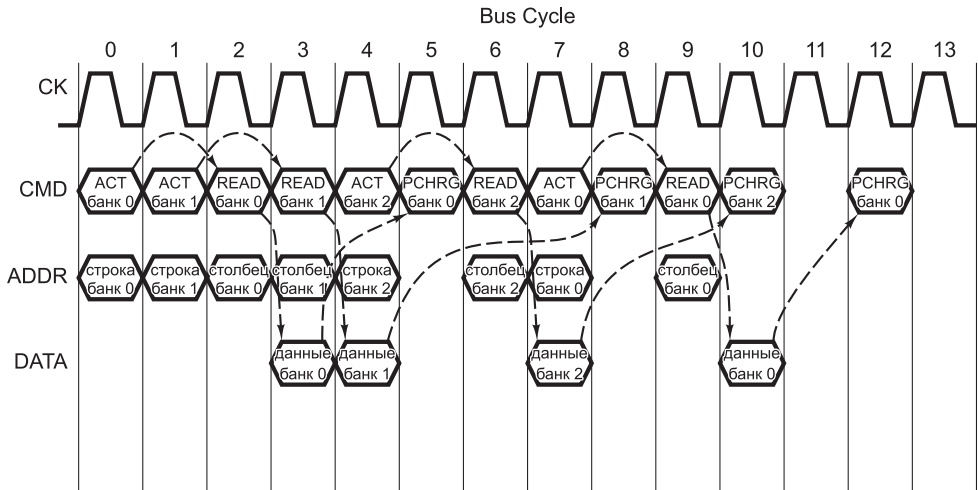 Bus Cycle
0 1 2 3 4 5 6 7 8 9 10 11 12 13
CK
CMD
ACT
банк 0
ACT
банк 1
READ
банк 0
READ
банк 1
ACT
банк 2
PCHRG
банк 0
READ
банк 2
ACT
банк 0
PCHRG
банк 1
READ
банк 0
PCHRG
банк 2
PCHRG
банк 0
ADDR
строка
банк 0
строка
банк 1
столбец
банк 0
столбец
банк 1
строка
банк 2
столбец
банк 2
строка
банк 0
столбец
банк 0
DATA
данные
банк 0
данные
банк 1
данные
банк 2
данные
банк 0